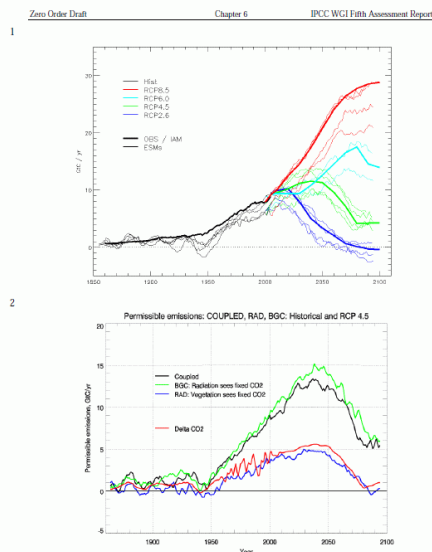 Zero Order Draft Chapter 6 IPCC WGI Fifth Assessment Report
1
30
Hist
RCP8.5
RCP6.0
RCP4.5
RCP2.6
20
OBS / IAM
ESMs
GtC / yr
10
0
1850 1900 1950 2000 2050 2100
2
Permissible emissions: COUPLED, RAD, BGC: Historical and RCP 4.5
20
Coupled
BGC: Radiation sees fixed CO2
RAD: Vegetation sees fixed CO2
15
Permissible emissions, GtC/yr
10
Delta CO2
5
0
-5
1900 1950 2000 2050 2100
Year